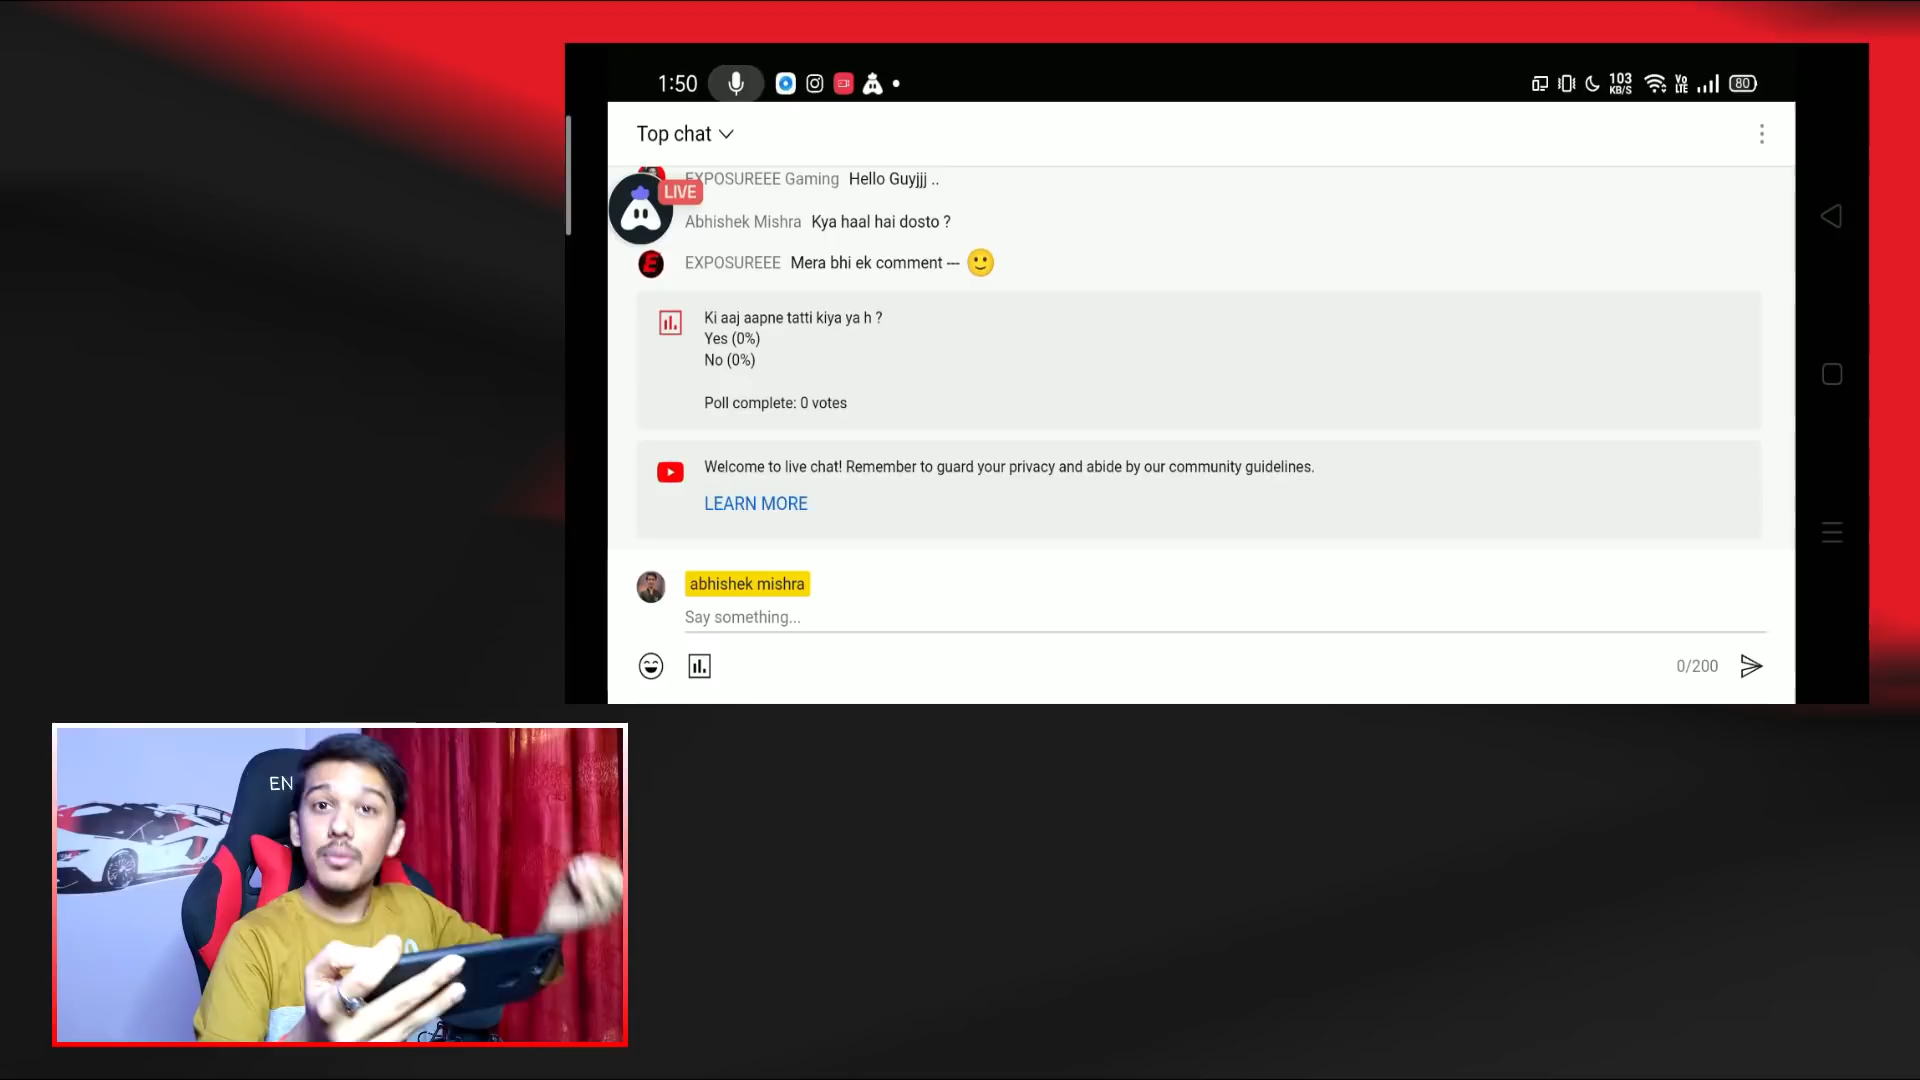 1:50
103
KB/S
Vo
LTE
80
Top chat
EXPOSUREEE Gaming Hello Guyjjj ..
LIVE
Abhishek Mishra Kya haal hai dosto ?
E
EXPOSUREEE Mera bhi ek comment ---
Ki aaj aapne tatti kiya ya h ?
Yes (0%)
No (0%)
Poll complete: 0 votes
Welcome to live chat! Remember to guard your privacy and abide by our community guidelines.
LEARN MORE
abhishek mishra
Say something...
0/200
EN